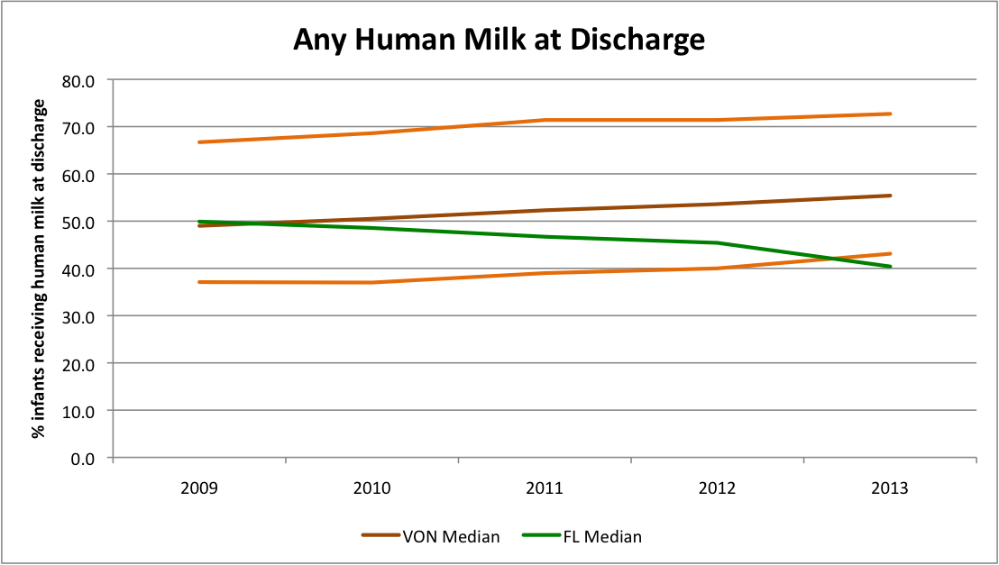 Any Human Milk at Discharge
% infants receiving human milk at discharge
80.0
70.0
60.0
50.0
40.0
30.0
20.0
10.0
0.0
2009 2010 2011 2012 2013
VON Median FL Median